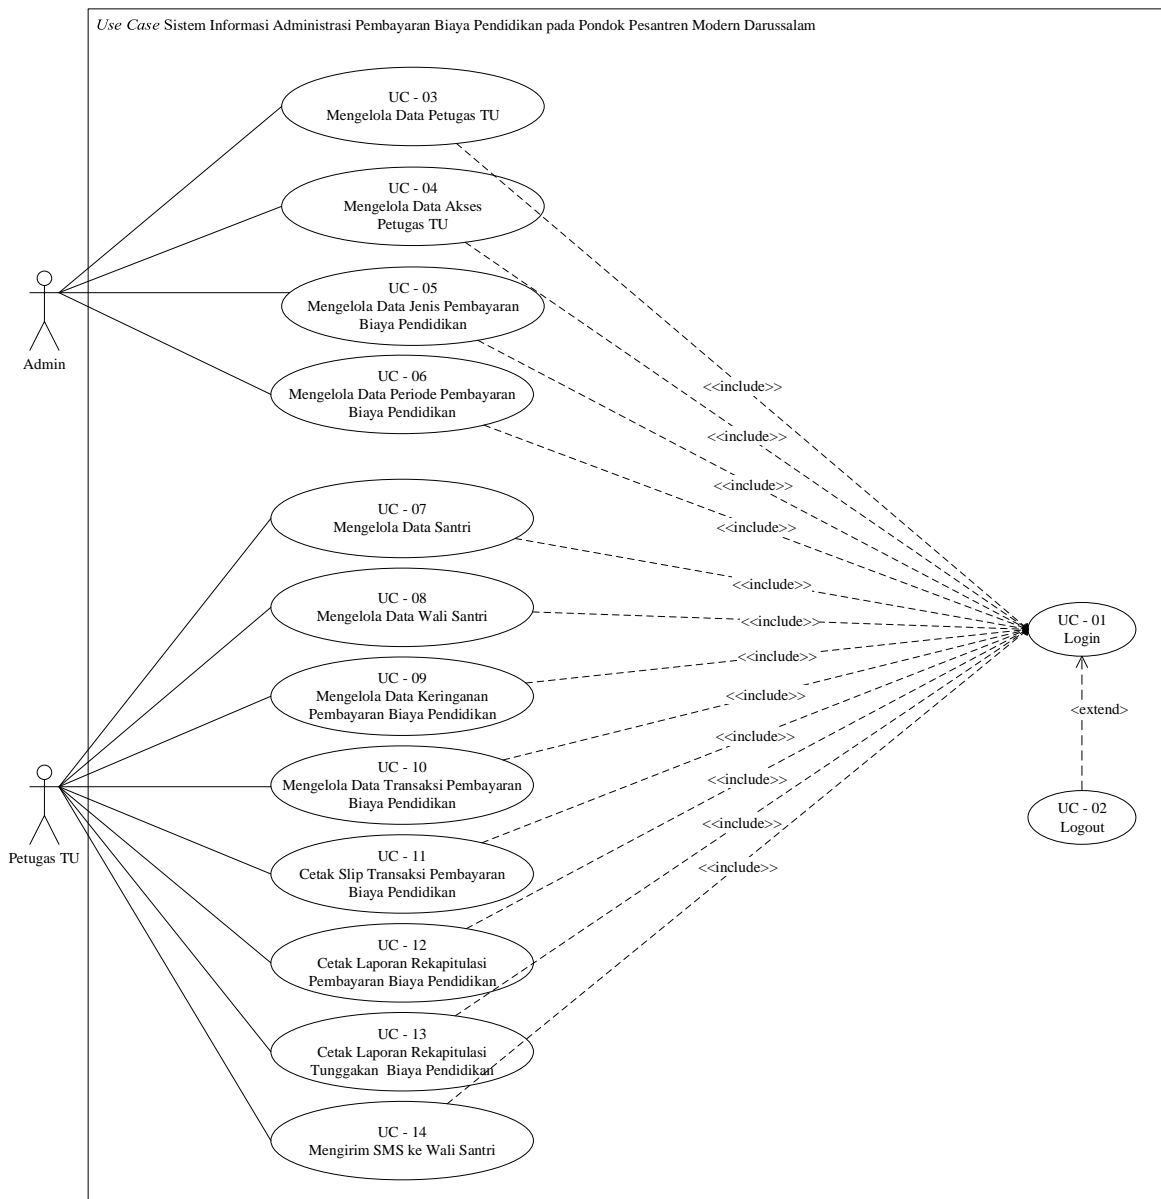 Use Case Sistem Informasi Administrasi Pembayaran Biaya Pendidikan pada Pondok Pesantren Modern Darussalam
UC - 03
Mengelola Data Petugas TU
UC - 04
Mengelola Data Akses
Petugas TU
UC - 05
Mengelola Data Jenis Pembayaran
Biaya Pendidikan
Admin
UC - 06
Mengelola Data Periode Pembayaran
Biaya Pendidikan
<<include>>
<<include>>
<<include>>
<<include>>
UC - 07
Mengelola Data Santri
<<include>>
UC - 08
Mengelola Data Wali Santri
<<include>>
UC - 01
Login
<<include>>
UC - 09
Mengelola Data Keringanan
Pembayaran Biaya Pendidikan
<<include>>
<extend>
<<include>>
UC - 10
Mengelola Data Transaksi Pembayaran
Biaya Pendidikan
<<include>>
<<include>>
UC - 02
Logout
Petugas TU
UC - 11
Cetak Slip Transaksi Pembayaran
Biaya Pendidikan
<<include>>
UC - 12
Cetak Laporan Rekapitulasi
Pembayaran Biaya Pendidikan
UC - 13
Cetak Laporan Rekapitulasi
Tunggakan Biaya Pendidikan
UC - 14
Mengirim SMS ke Wali Santri